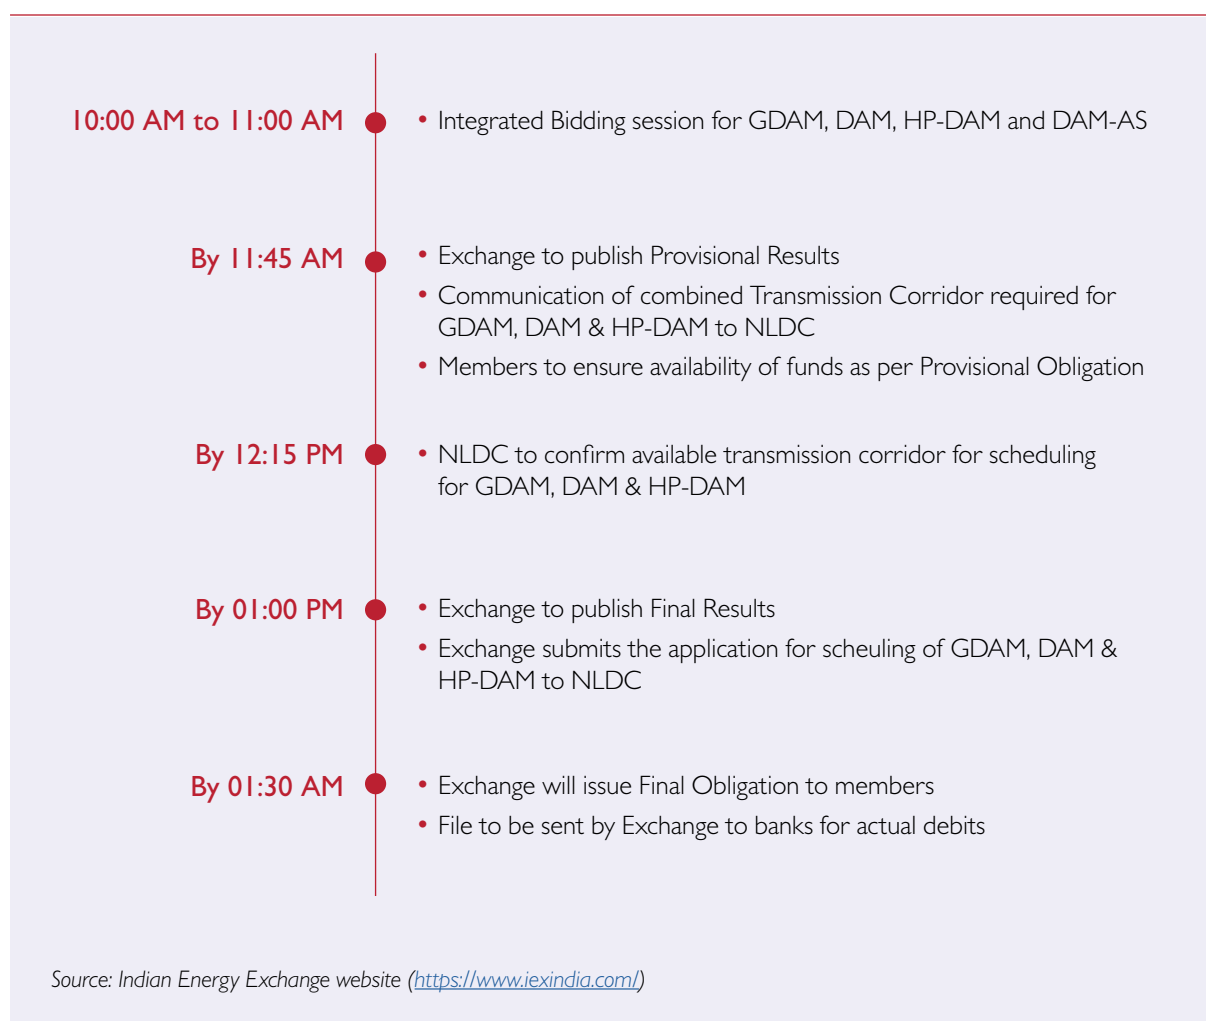 10:00 AM to 11:00 AM
• Integrated Bidding session for GDAM, DAM, HP-DAM and DAM-AS
By 11:45 AM
• Exchange to publish Provisional Results
• Communication of combined Transmission Corridor required for
GDAM, DAM & HP-DAM to NLDC
• Members to ensure availability of funds as per Provisional Obligation
By 12:15 PM
• NLDC to confirm available transmission corridor for scheduling
for GDAM, DAM & HP-DAM
By 01:00 PM
• Exchange to publish Final Results
• Exchange submits the application for scheuling of GDAM, DAM &
HP-DAM to NLDC
By 01:30 AM
• Exchange will issue Final Obligation to members
• File to be sent by Exchange to banks for actual debits
Source: Indian Energy Exchange website (https://www.iexindia.com/)